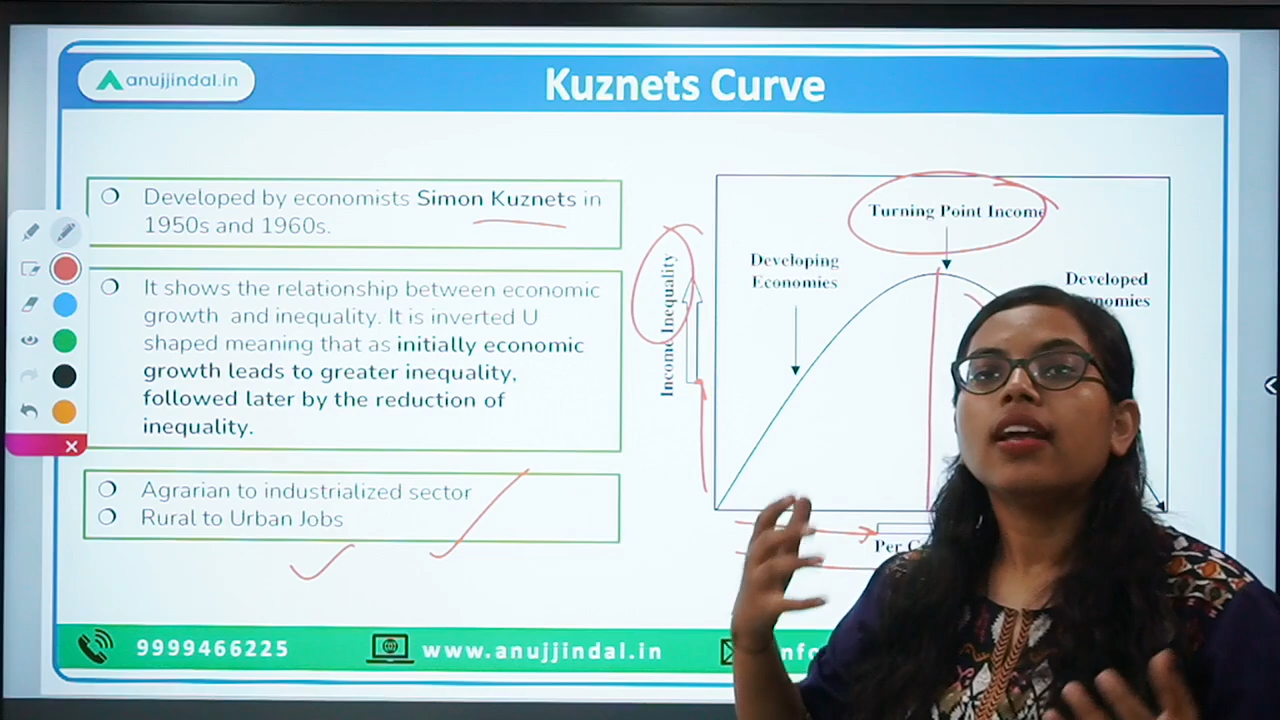 anujjindal.in
Kuznets Curve
Developed by economists Simon Kuznets in
1950s and 1960s.
It shows the relationship between economic
growth and inequality. It is inverted U
shaped meaning that as initially economic
growth leads to greater inequality,
followed later by the reduction of
inequality.
Agrarian to industrialized sector
Rural to Urban Jobs
Turning Point Income
Developing
Economies
Developed
Income Inequality
Per
9999466225
www.anujjindal.in